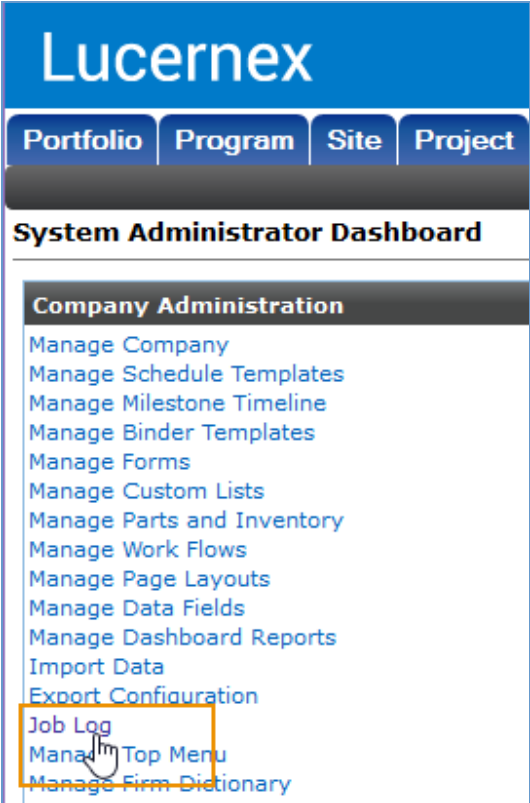 Lucernex
Portfolio Program Site Project
System Administrator Dashboard
Company Administration
Manage Company
Manage Schedule Templates
Manage Milestone Timeline
Manage Binder Templates
Manage Forms
Manage Custom Lists
Manage Parts and Inventory
Manage Work Flows
Manage Page Layouts
Manage Data Fields
Manage Dashboard Reports
Import Data
Export Configuration
Job Log
Manage Top Menu
Manage Firm Dictionary